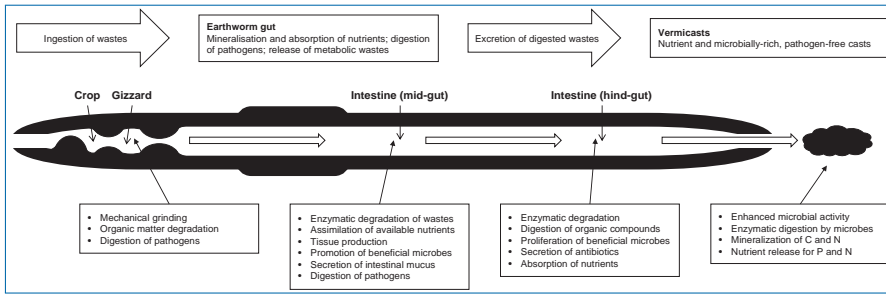 Ingestion of wastes
Earthworm gut
Mineralisation and absorption of nutrients; digestion
of pathogens; release of metabolic wastes
Excretion of digested wastes
Vermicasts
Nutrient and microbially-rich, pathogen-free casts
Crop
Gizzard
Intestine (mid-gut)
Intestine (hind-gut)
• Mechanical grinding
• Organic matter degradation
• Digestion of pathogens
• Enzymatic degradation of wastes
• Assimilation of available nutrients
• Tissue production
• Promotion of beneficial microbes
• Secretion of intestinal mucus
• Digestion of pathogens
• Enzymatic degradation
• Digestion of organic compounds
• Proliferation of beneficial microbes
• Secretion of antibiotics
• Absorption of nutrients
• Enhanced microbial activity
• Enzymatic digestion by microbes
• Mineralization of C and N
• Nutrient release for P and N